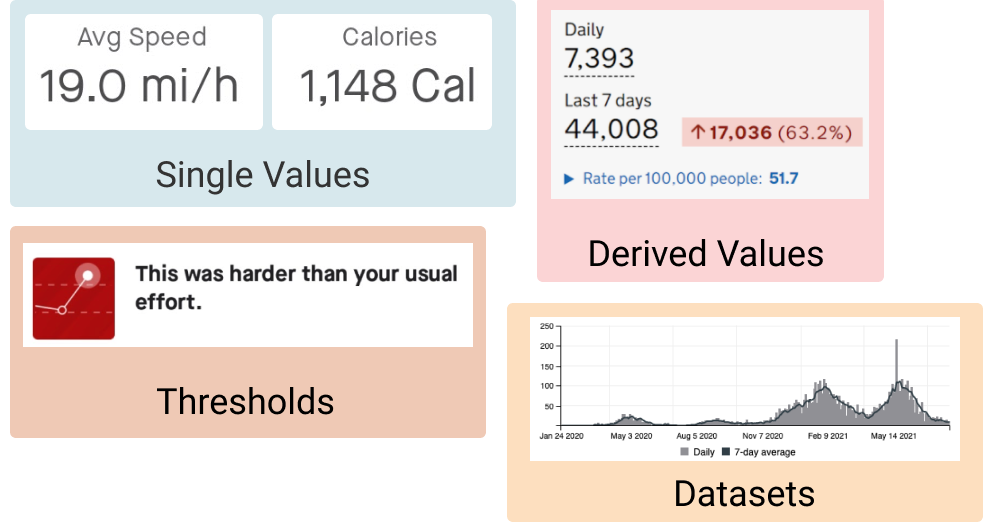 Avg Speed
19.0 mi/h
Calories
1,148 Cal
Single Values
Daily
7,393
Last 7 days
44,008
↑ 17,036 (63.2%)
▶ Rate per 100,000 people: 51.7
Derived Values
This was harder than your usual
effort.
Thresholds
250
200
150
100
50
Jan 24 2020 May 3 2020 Aug 5 2020 Nov 7 2020 Feb 9 2021 May 14 2021
Daily 7-day average
Datasets